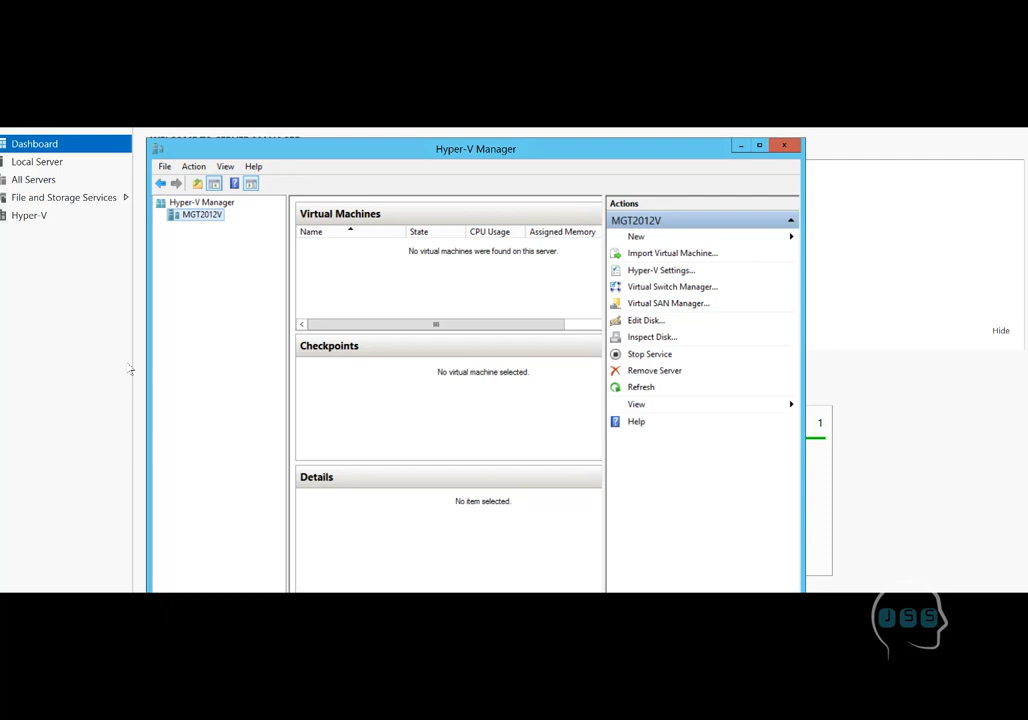 Dashboard
Local Server
All Servers
File and Storage Services
Hyper-V
Hyper-V Manager
File Action View Help
Hyper-V Manager
MGT2012V
Virtual Machines
Name State CPU Usage Assigned Memory
No virtual machines were found on this server.
Checkpoints
No virtual machine selected.
Details
No item selected.
Actions
MGT2012V
New
Import Virtual Machine...
Hyper-V Settings...
Virtual Switch Manager...
Virtual SAN Manager...
Edit Disk...
Inspect Disk...
Stop Service
Remove Server
Refresh
View
Help
Hide
1
JSS